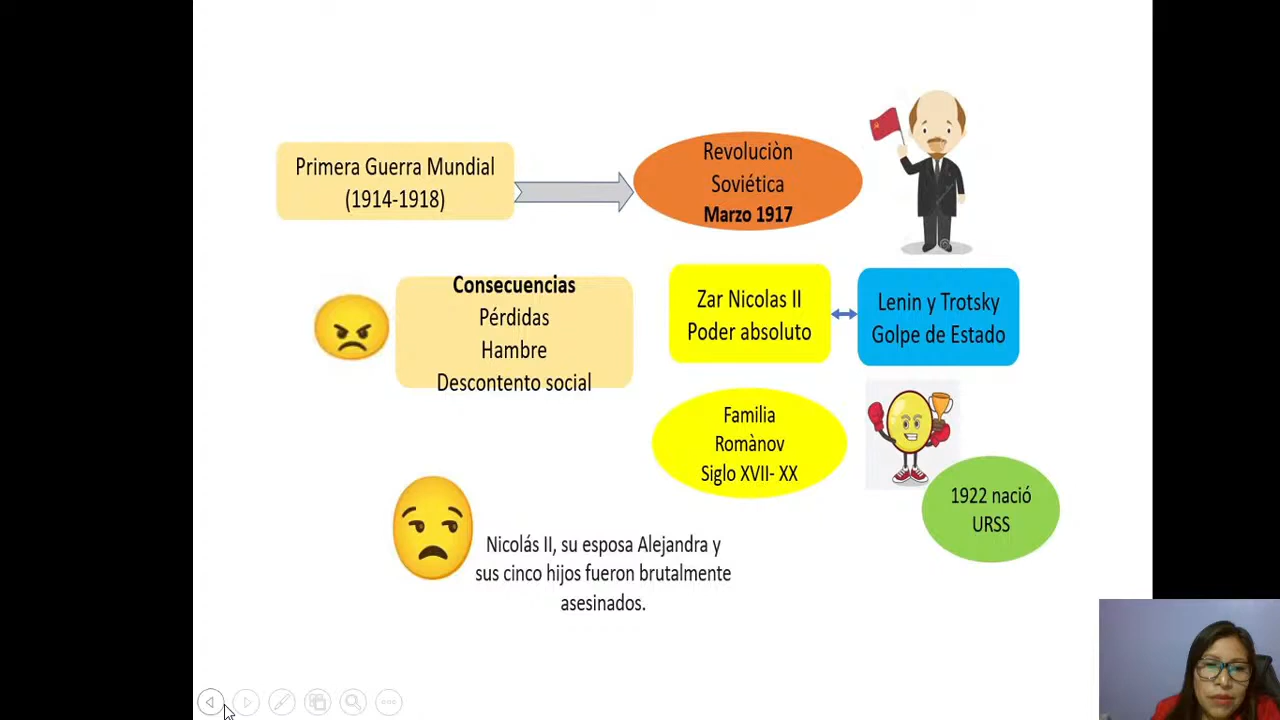 Primera Guerra Mundial
(1914-1918)
Revoluciòn
Soviética
Marzo 1917
Consecuencias
Pérdidas
Hambre
Descontento social
Zar Nicolas II
Poder absoluto
Lenin y Trotsky
Golpe de Estado
Familia
Romànov
Siglo XVII- XX
1922 nació
URSS
Nicolás II, su esposa Alejandra y
sus cinco hijos fueron brutalmente
asesinados.